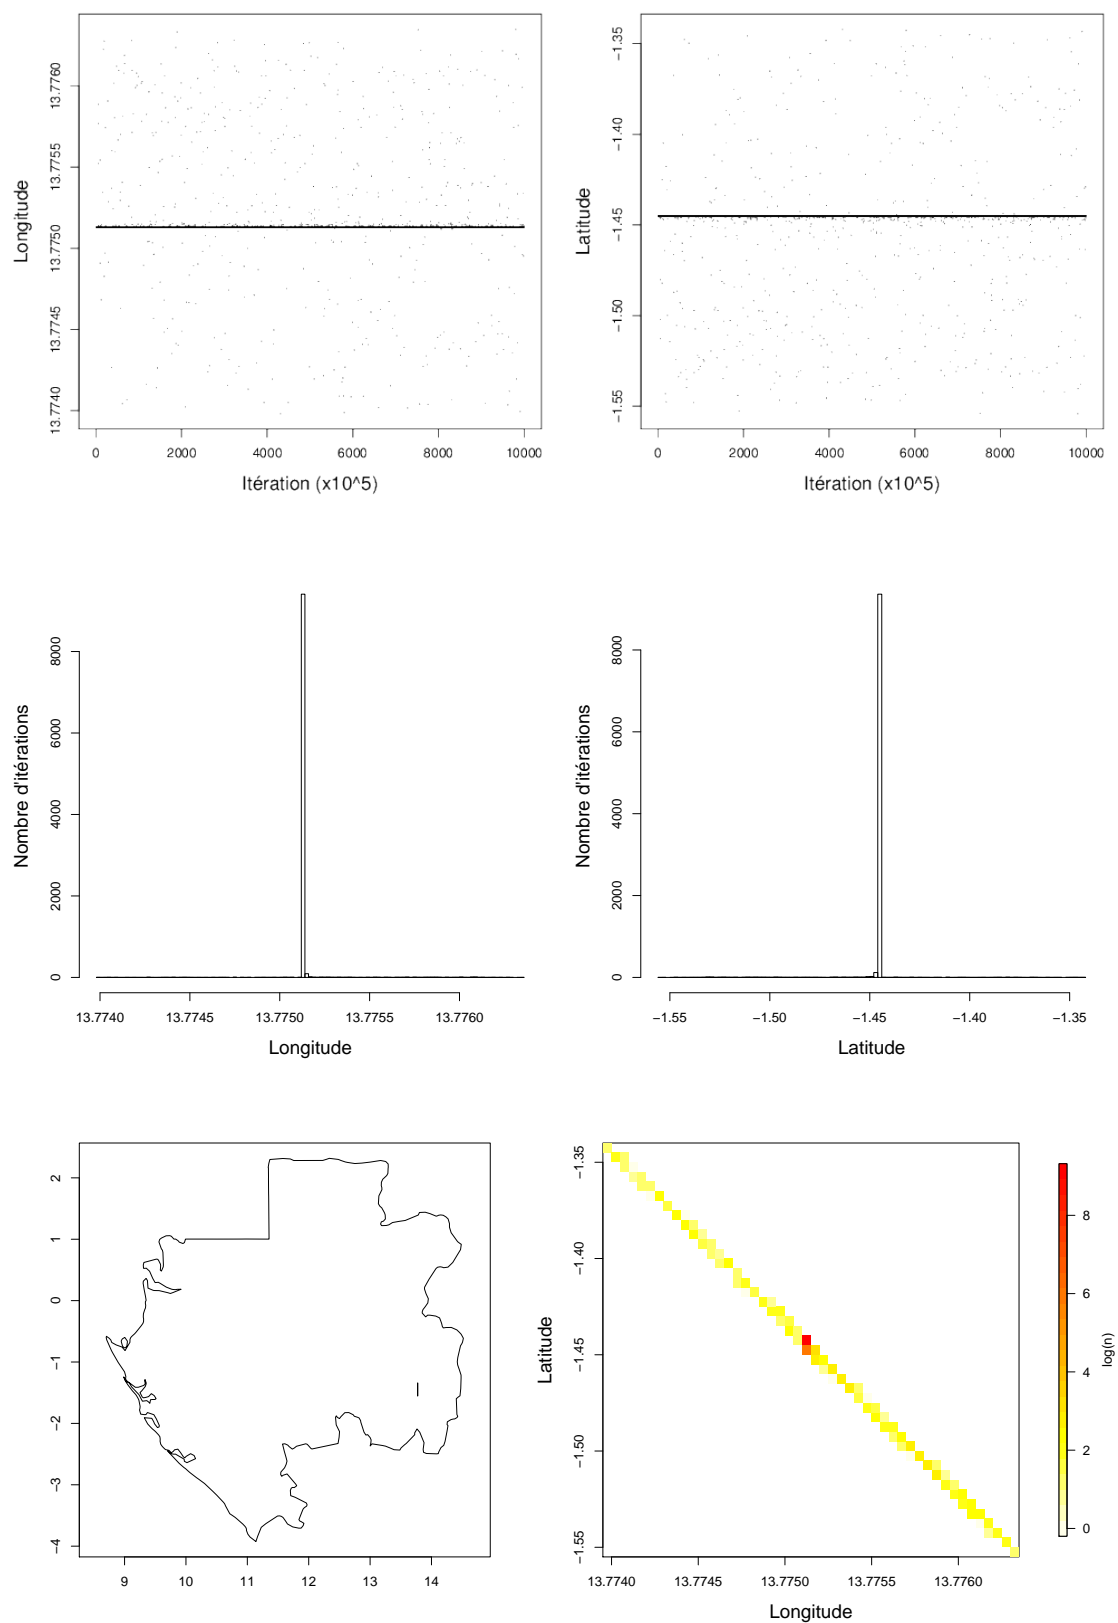 13.7740 13.7745 13.7750 13.7755 13.7760
Longitude
0 2000 4000 6000 8000 10000
Itération (x10^5)
−1.55 −1.50 −1.45 −1.40 −1.35
Latitude
0 2000 4000 6000 8000 10000
Itération (x10^5)
0 2000 4000 6000 8000
Nombre d'itérations
13.7740 13.7745 13.7750 13.7755 13.7760
Longitude
0 2000 4000 6000 8000
Nombre d'itérations
−1.55 −1.50 −1.45 −1.40 −1.35
Latitude
−4 −3 −2 −1 0 1 2
9 10 11 12 13 14
−1.55 −1.50 −1.45 −1.40 −1.35
Latitude
13.7740 13.7745 13.7750 13.7755 13.7760
Longitude
0 2 4 6 8
log(n)